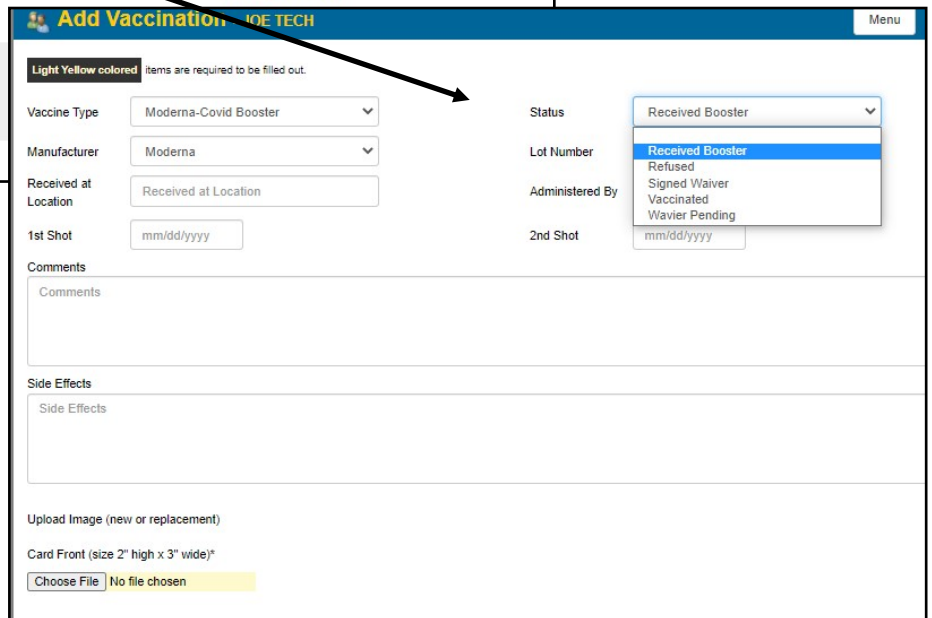 Add Vaccination JOE TECH
Menu
Light Yellow colored items are required to be filled out.
Vaccine Type Moderna-Covid Booster Status Received Booster
Manufacturer Moderna Lot Number
Received Booster
Refused
Signed Waiver
Vaccinated
Wavier Pending
Received at Location Received at Location Administered By
1st Shot mm/dd/yyyy 2nd Shot mm/dd/yyyy
Comments
Comments
Side Effects
Side Effects
Upload Image (new or replacement)
Card Front (size 2" high x 3" wide)*
Choose File No file chosen